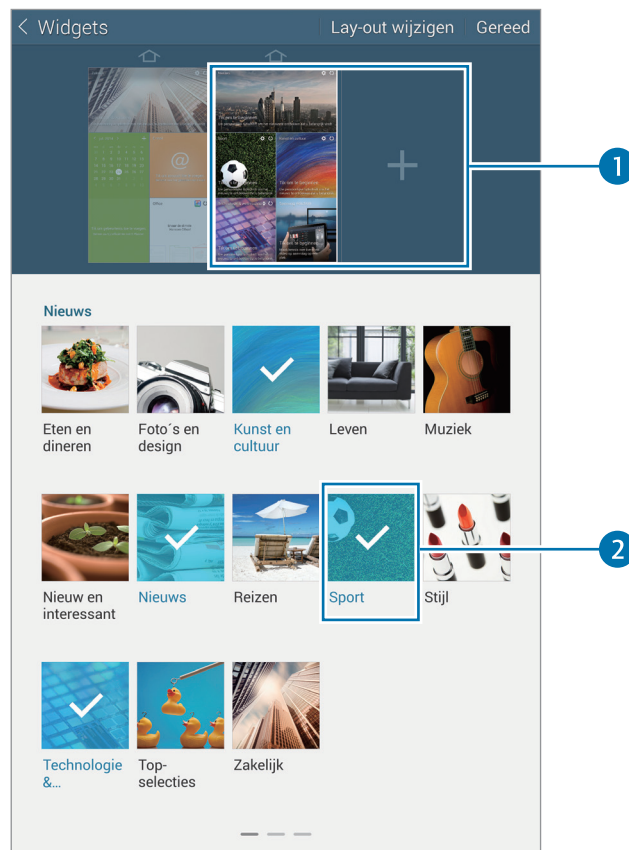 Widgets
Lay-out wijzigen
Gereed
1
Nieuws
Eten en
dineren
Foto´s en
design
Kunst en
cultuur
Leven
Muziek
2
Nieuw en
interessant
Nieuws
Reizen
Sport
Stijl
Technologie
&...
Top-
selecties
Zakelijk